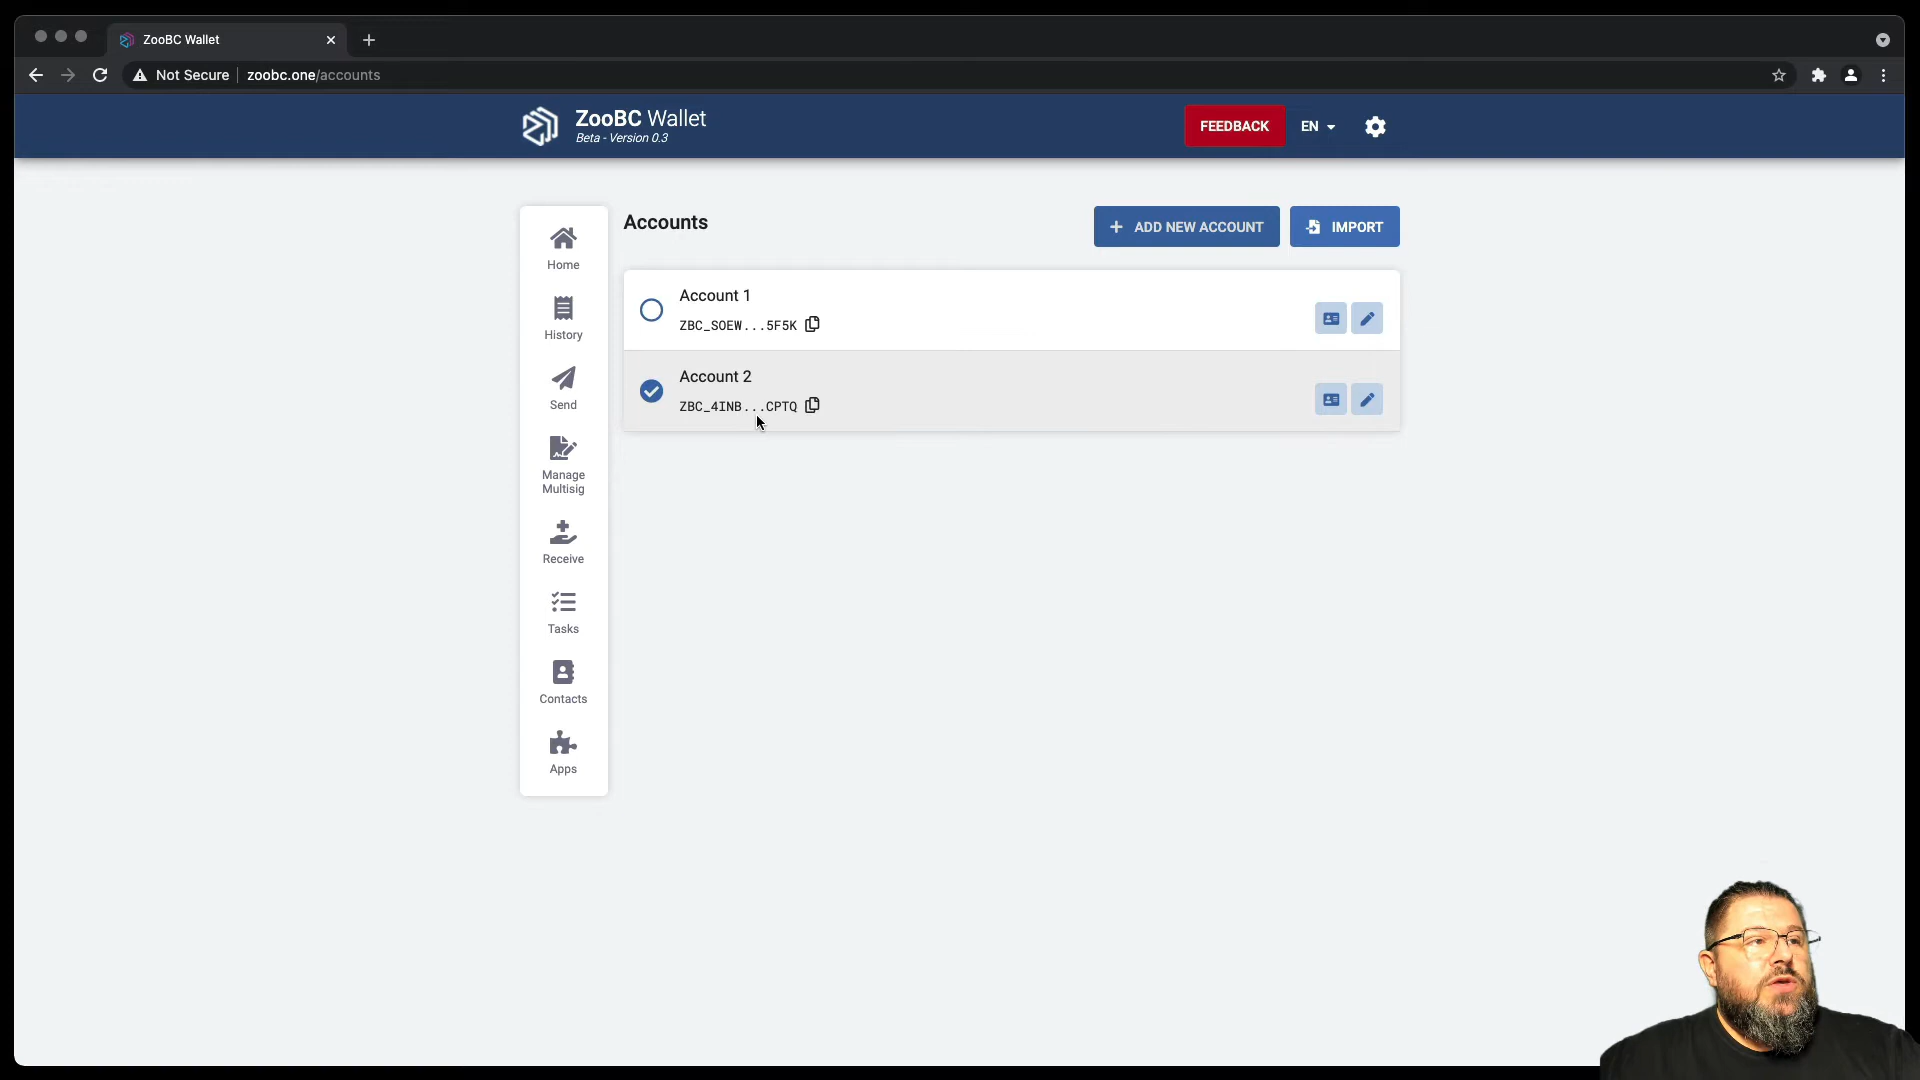 ZooBC Wallet
Not Secure
zoobc.one/accounts
ZooBC Wallet
Beta - Version 0.3
FEEDBACK
EN
Home
History
Send
Manage
Multisig
Receive
Tasks
Contacts
Apps
Accounts
ADD NEW ACCOUNT
IMPORT
Account 1
ZBC_SOEW...5F5K
Account 2
ZBC_4INB...CPTQ